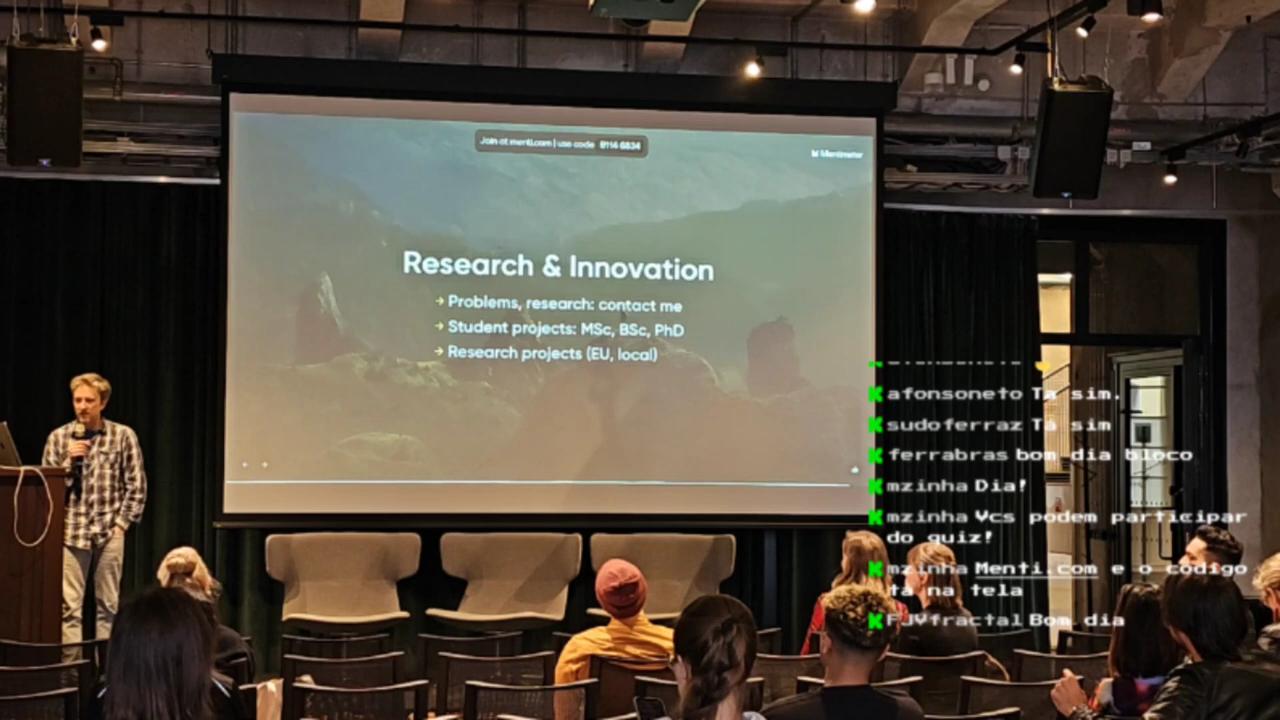 Join at menti.com | use code 8114 6834
Mentimeter
Research & Innovation
→ Problems, research: contact me
→ Student projects: MSc, BSc, PhD
→ Research projects (EU, local)
afonsoneto Ta sim.
sudoferraz Ta sim
ferrabras bom dia bloco
mzinha Dia!
mzinha Vcs podem participar
do quiz!
mzinha Menti.com e o código
ta na tela
FJVfractal Bom dia